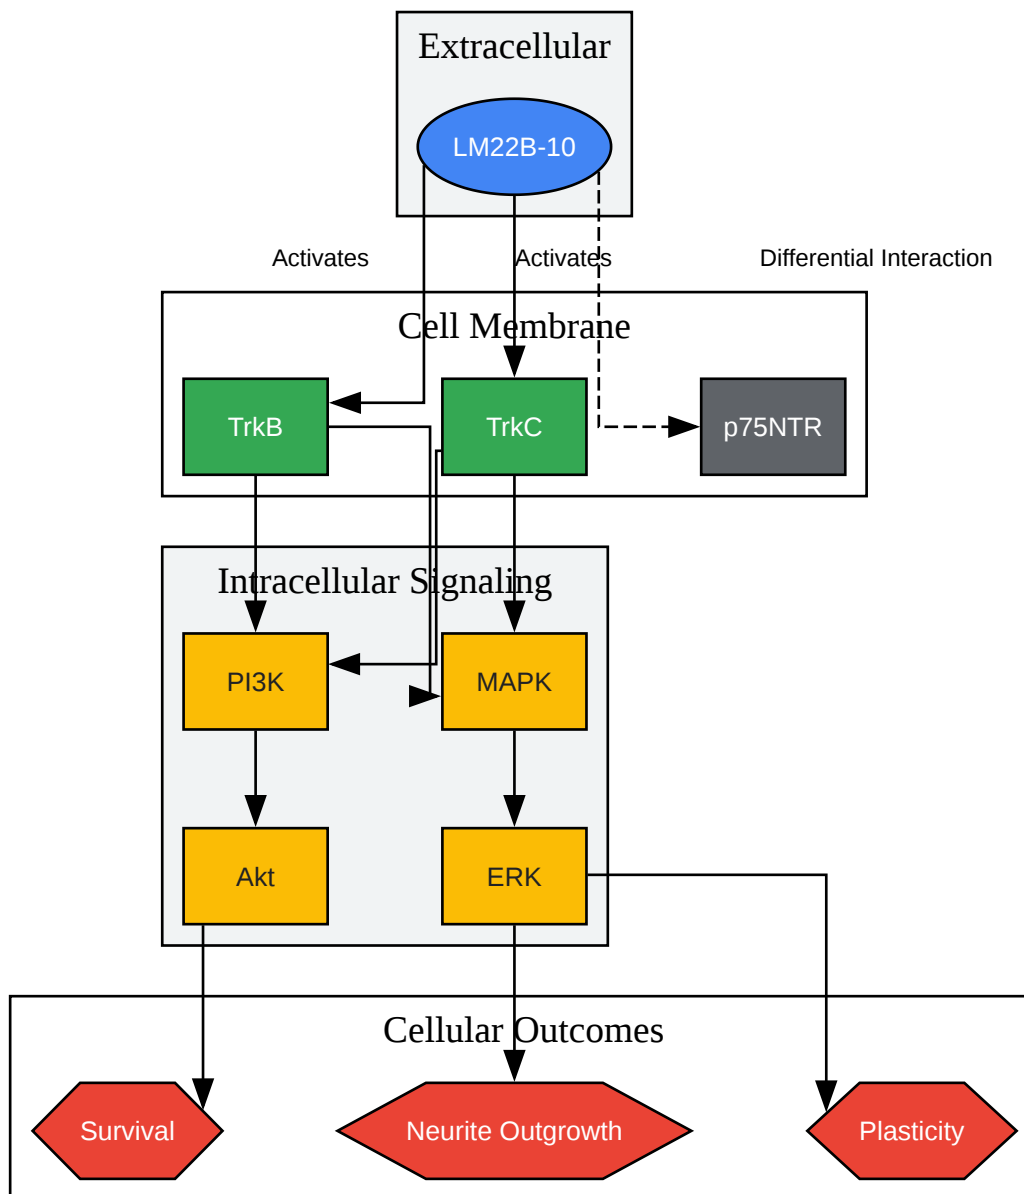 Extracellular
LM22B-10
Activates
Activates
Differential Interaction
Cell Membrane
TrkB
TrkC
p75NTR
Intracellular Signaling
PI3K
MAPK
Akt
ERK
Cellular Outcomes
Survival
Neurite Outgrowth
Plasticity